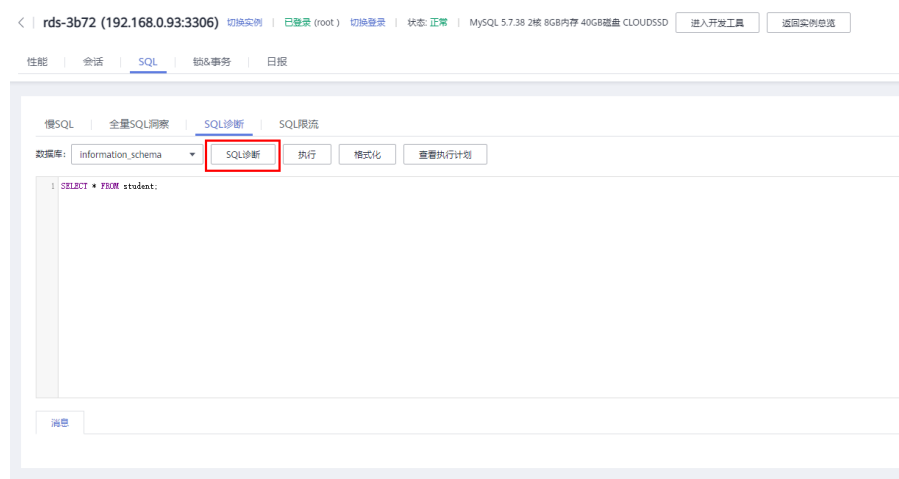 < rds-3b72 (192.168.0.93:3306) 切换实例 | 已登录 (root ) 切换登录 | 状态: 正常 | MySQL 5.7.38 2核 8GB内存 40GB磁盘 CLOUDSSD 进入开发工具 返回实例总览
性能 会话 SQL 锁&事务 日报
慢SQL 全量SQL洞察 SQL诊断 SQL限流
数据库: information_schema SQL诊断 执行 格式化 查看执行计划
1 SELECT * FROM student;
消息